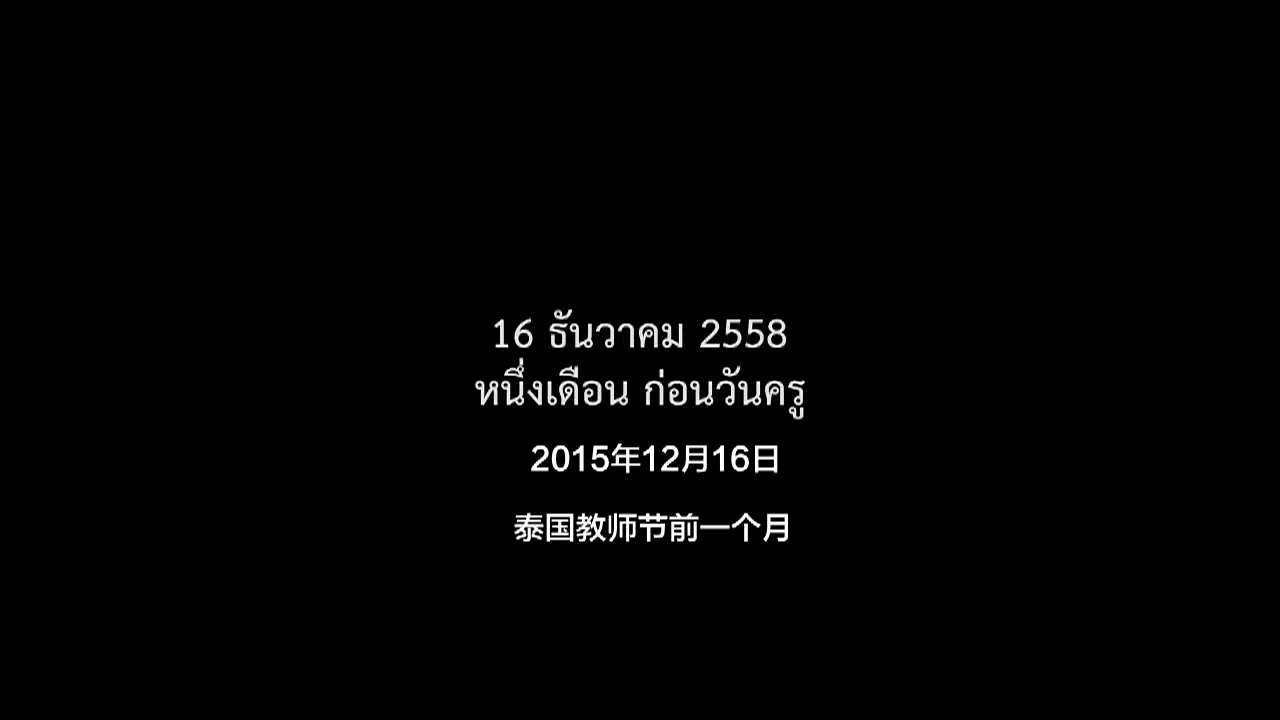 16 ธันวาคม 2558
หนึ่งเดือน ก่อนวันครู
2015年12月16日
泰国教师节前一个月